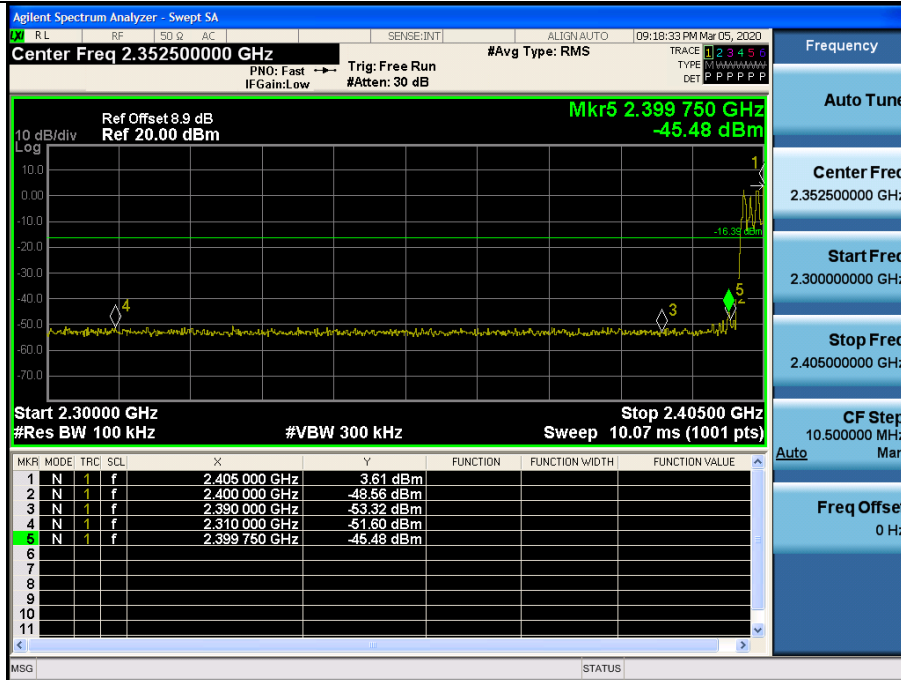 Agilent Spectrum Analyzer - Swept SA
LXI RL RF 50 Ω AC SENSE:INT ALIGN AUTO 09:18:33 PM Mar 05, 2020
Center Freq 2.352500000 GHz
PNO: Fast
IFGain:Low
Trig: Free Run
#Atten: 30 dB
#Avg Type: RMS
TRACE 1 2 3 4 5 6
TYPE M WWWWW
DET P P P P P P
Mkr5 2.399 750 GHz
-45.48 dBm
Ref Offset 8.9 dB
10 dB/div Ref 20.00 dBm
Log
10.0
0.00
-10.0
-20.0
-30.0
-40.0
-50.0
-60.0
-70.0
1
-16.39 dBm
5
2
4
3
Start 2.30000 GHz Stop 2.40500 GHz
#Res BW 100 kHz #VBW 300 kHz Sweep 10.07 ms (1001 pts)
MKR MODE TRC SCL X Y FUNCTION FUNCTION WIDTH FUNCTION VALUE
1 N 1 f 2.405 000 GHz 3.61 dBm
2 N 1 f 2.400 000 GHz -48.56 dBm
3 N 1 f 2.390 000 GHz -53.32 dBm
4 N 1 f 2.310 000 GHz -51.60 dBm
5 N 1 f 2.399 750 GHz -45.48 dBm
6
7
8
9
10
11
MSG STATUS
Frequency
Auto Tune
Center Freq
2.352500000 GHz
Start Freq
2.300000000 GHz
Stop Freq
2.405000000 GHz
CF Step
10.500000 MHz
Auto Man
Freq Offset
0 Hz